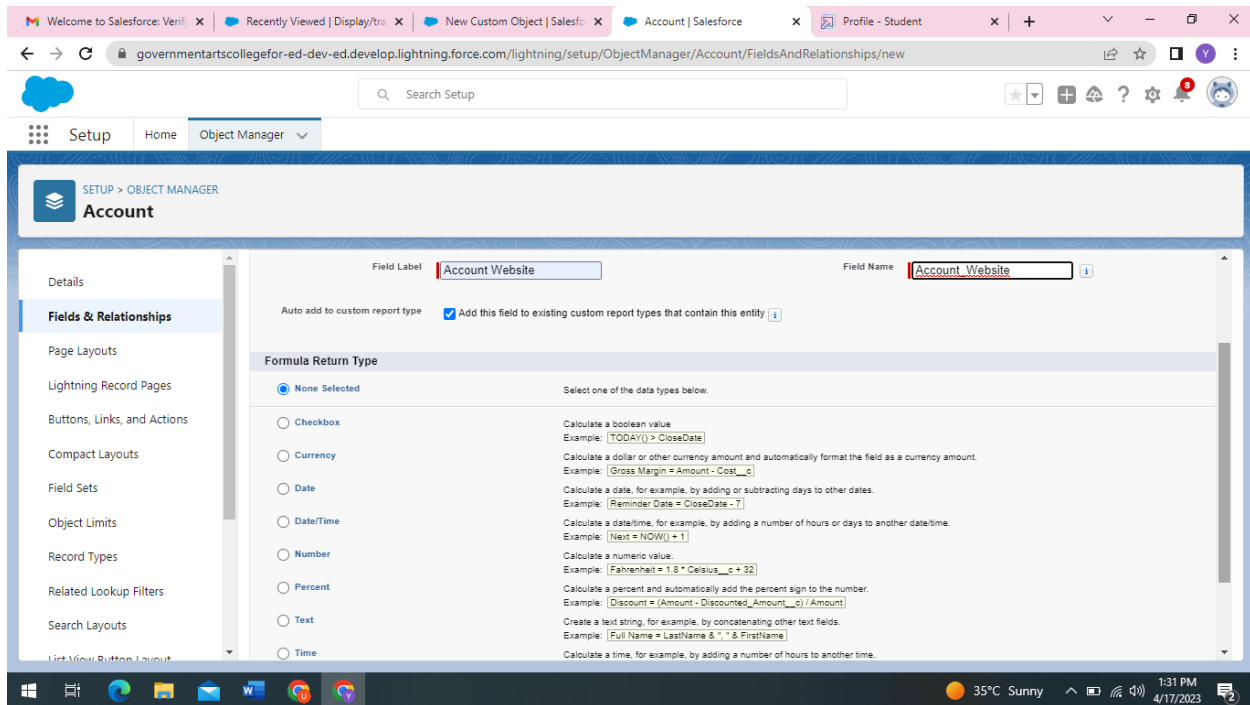 Welcome to Salesforce: Verify
Recently Viewed | Display/tra
New Custom Object | Salesfo
Account | Salesforce
Profile - Student
governmentartscollegefor-ed-dev-ed.develop.lightning.force.com/lightning/setup/ObjectManager/Account/FieldsAndRelationships/new
Y
Search Setup
8
Setup
Home
Object Manager
SETUP > OBJECT MANAGER
Account
Details
Fields & Relationships
Page Layouts
Lightning Record Pages
Buttons, Links, and Actions
Compact Layouts
Field Sets
Object Limits
Record Types
Related Lookup Filters
Search Layouts
List View Button Layout
Field Label Account Website Field Name Account_Website i
Auto add to custom report type Add this field to existing custom report types that contain this entity i
Formula Return Type
None Selected Select one of the data types below.
Checkbox Calculate a boolean value
Example: TODAY() > CloseDate
Currency Calculate a dollar or other currency amount and automatically format the field as a currency amount.
Example: Gross Margin = Amount - Cost__c
Date Calculate a date, for example, by adding or subtracting days to other dates.
Example: Reminder Date = CloseDate - 7
Date/Time Calculate a date/time, for example, by adding a number of hours or days to another date/time.
Example: Next = NOW() + 1
Number Calculate a numeric value.
Example: Fahrenheit = 1.8 * Celsius__c + 32
Percent Calculate a percent and automatically add the percent sign to the number.
Example: Discount = (Amount - Discounted_Amount__c) / Amount
Text Create a text string, for example, by concatenating other text fields.
Example: Full Name = LastName & ", " & FirstName
Time Calculate a time, for example, by adding a number of hours to another time.
35°C Sunny
1:31 PM
4/17/2023
2